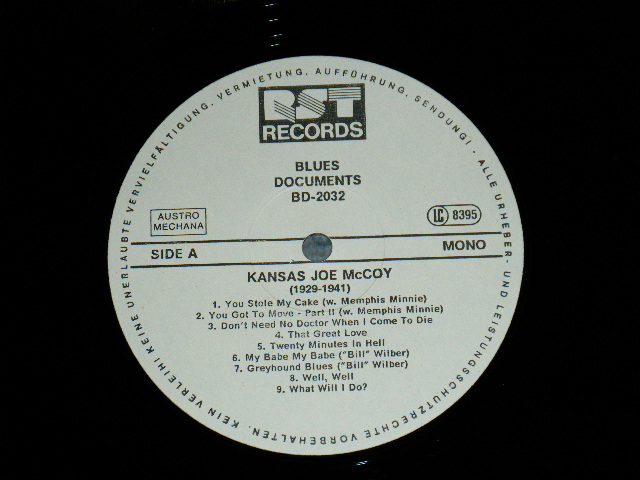 RST
RECORDS
BLUES
DOCUMENTS
BD-2032
AUSTRO
MECHANA
LC 8395
SIDE A
MONO
KANSAS JOE McCOY
(1929-1941)
1. You Stole My Cake (w. Memphis Minnie)
2. You Got To Move - Part II (w. Memphis Minnie)
3. Don't Need No Doctor When I Come To Die
4. That Great Love
5. Twenty Minutes In Hell
6. My Babe My Babe ("Bill" Wilber)
7. Greyhound Blues ("Bill" Wilber)
8. Well, Well
9. What Will I Do?
ALLE URHEBER- UND LEISTUNGSSCHUTZRECHTE VORBEHALTEN. KEIN VERLEIH! KEINE UNERLAUBTE VERVIELFÄLTIGUNG, VERMIETUNG, AUFFÜHRUNG, SENDUNG! -